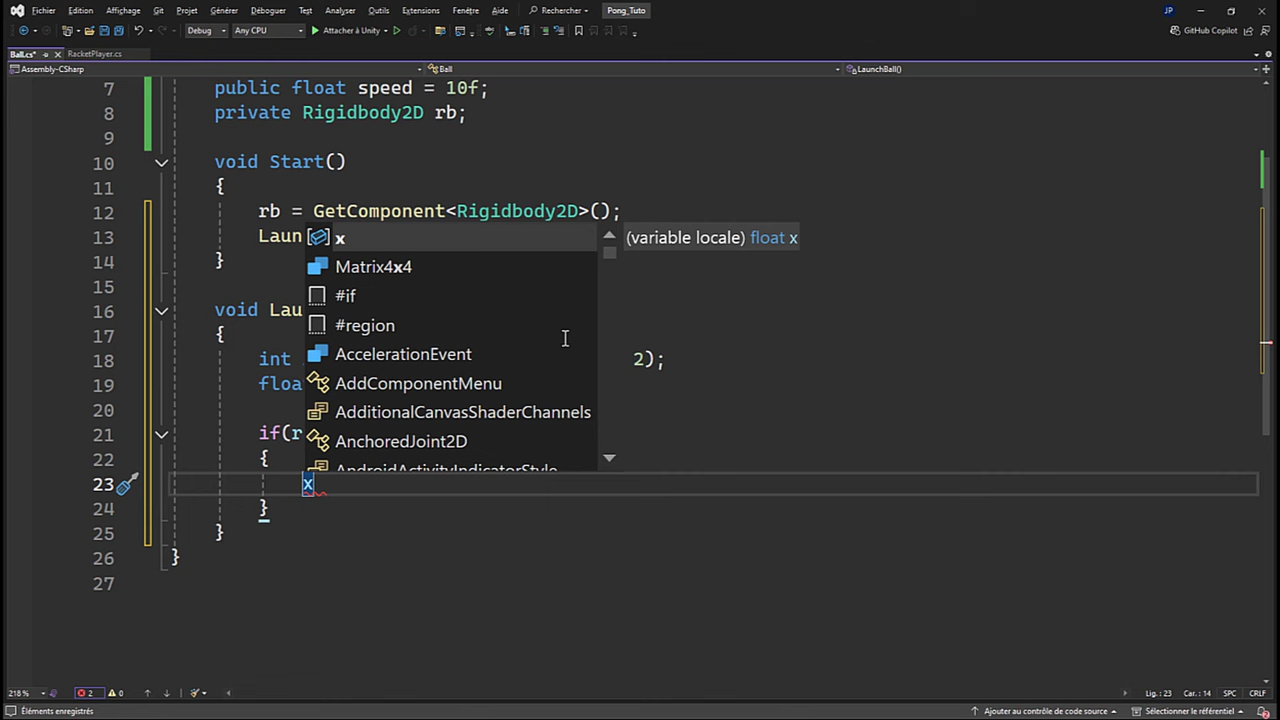 Fichier Edition Affichage Git Projet Générer Déboguer Test Analyser Outils Extensions Fenêtre Aide Rechercher Pong_Tuto JP
Debug Any CPU Attacher à Unity GitHub Copilot
Ball.cs* RacketPlayer.cs
Assembly-CSharp Ball LaunchBall()
7 public float speed = 10f;
8 private Rigidbody2D rb;
9
10 void Start()
11 {
12 rb = GetComponent<Rigidbody2D>();
13 Laun
x (variable locale) float x
14 }
Matrix4x4
15
#if
16 void Lau
#region
17 {
AccelerationEvent
18 int 2);
AddComponentMenu
19 floa
AdditionalCanvasShaderChannels
20
21 if(r
AnchoredJoint2D
22 {
AndroidActivityIndicatorStyle
23 x
24 }
25 }
26 }
27
218 % 2 0 Lig. : 23 Car. : 14 SPC CRLF
Éléments enregistrés Ajouter au contrôle de code source Sélectionner le référentiel 2